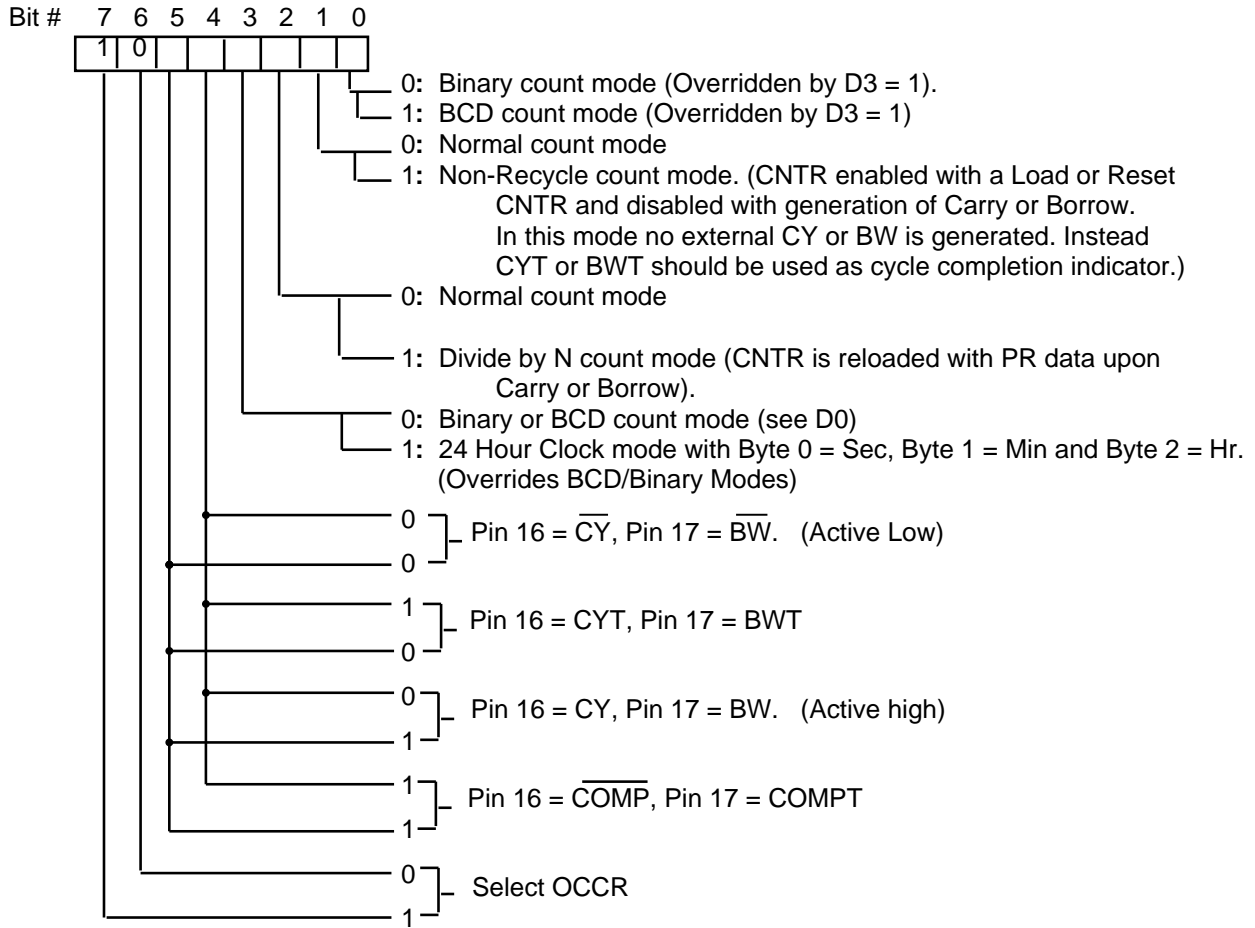 Bit # 7 6 5 4 3 2 1 0
1 0
0: Binary count mode (Overridden by D3 = 1).
1: BCD count mode (Overridden by D3 = 1)
0: Normal count mode
1: Non-Recycle count mode. (CNTR enabled with a Load or Reset
CNTR and disabled with generation of Carry or Borrow.
In this mode no external CY or BW is generated. Instead
CYT or BWT should be used as cycle completion indicator.)
0: Normal count mode
1: Divide by N count mode (CNTR is reloaded with PR data upon
Carry or Borrow).
0: Binary or BCD count mode (see D0)
1: 24 Hour Clock mode with Byte 0 = Sec, Byte 1 = Min and Byte 2 = Hr.
(Overrides BCD/Binary Modes)
0
Pin 16 = C̅Y̅, Pin 17 = B̅W̅. (Active Low)
0
1
Pin 16 = CYT, Pin 17 = BWT
0
0
Pin 16 = CY, Pin 17 = BW. (Active high)
1
1
Pin 16 = C̅O̅M̅P̅, Pin 17 = COMPT
1
0
Select OCCR
1